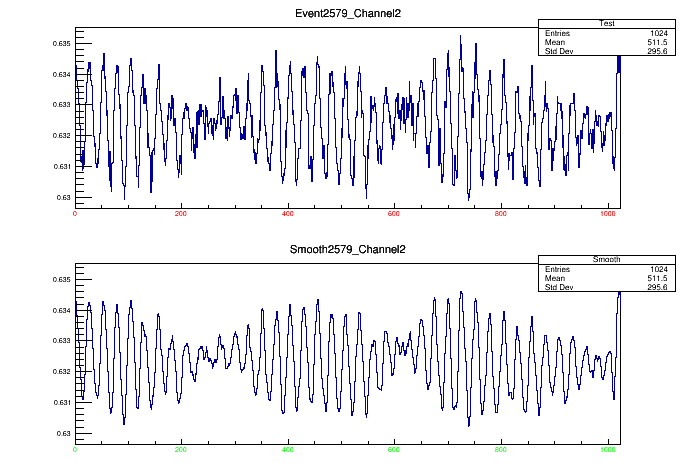 Event2579_Channel2
Test
Entries 1024
Mean 511.5
Std Dev 295.6
0.635
0.634
0.633
0.632
0.631
0.63
0 200 400 600 800 1000
Smooth2579_Channel2
Smooth
Entries 1024
Mean 511.5
Std Dev 295.6
0.635
0.634
0.633
0.632
0.631
0.63
0 200 400 600 800 1000